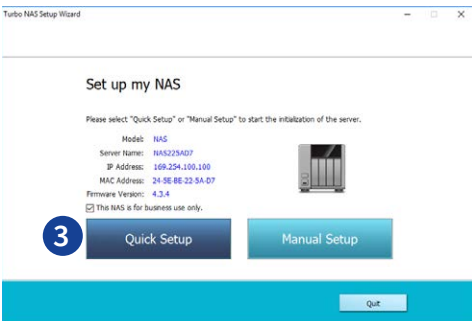 Turbo NAS Setup Wizard
Set up my NAS
Please select "Quick Setup" or "Manual Setup" to start the initialization of the server.
Model: NAS
Server Name: NAS225AD7
IP Address: 169.254.100.100
MAC Address: 24-5E-BE-22-5A-D7
Firmware Version: 4.3.4
This NAS is for business use only.
3
Quick Setup
Manual Setup
Quit